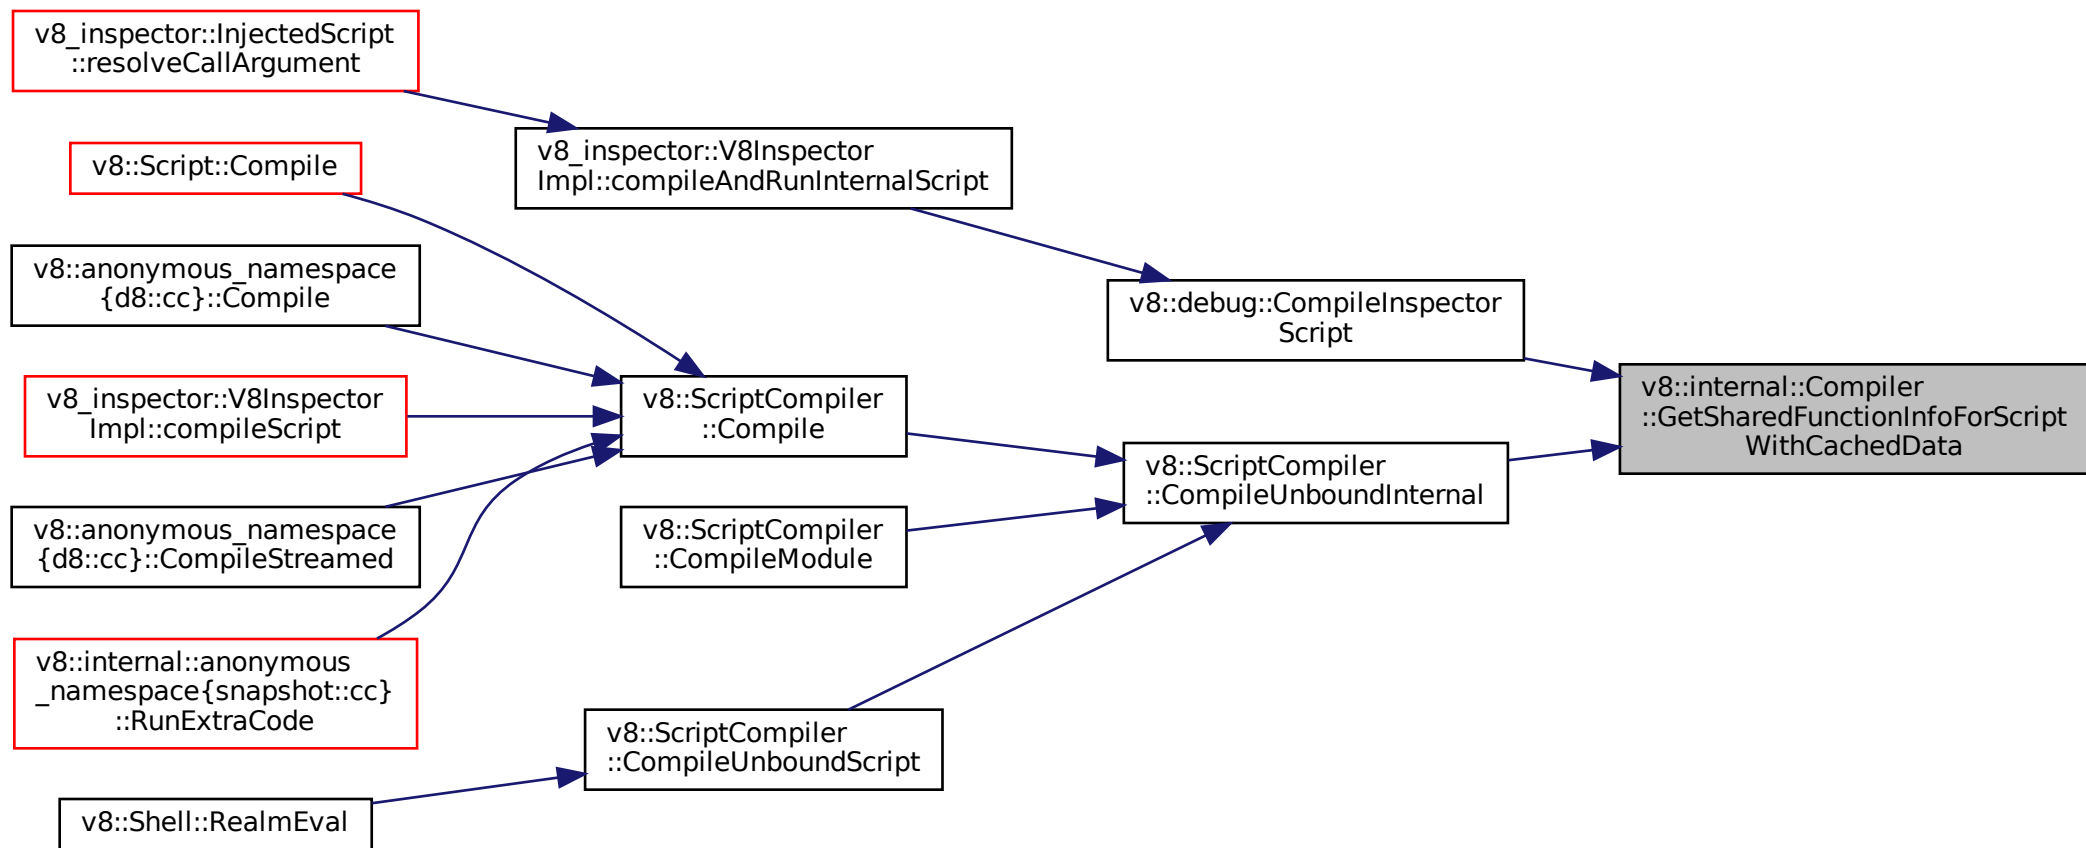 v8_inspector::InjectedScript
::resolveCallArgument
v8::Script::Compile
v8::anonymous_namespace
{d8::cc}::Compile
v8_inspector::V8Inspector
Impl::compileScript
v8::anonymous_namespace
{d8::cc}::CompileStreamed
v8::internal::anonymous
_namespace{snapshot::cc}
::RunExtraCode
v8::Shell::RealmEval
v8_inspector::V8Inspector
Impl::compileAndRunInternalScript
v8::ScriptCompiler
::Compile
v8::ScriptCompiler
::CompileModule
v8::ScriptCompiler
::CompileUnboundScript
v8::debug::CompileInspector
Script
v8::ScriptCompiler
::CompileUnboundInternal
v8::internal::Compiler
::GetSharedFunctionInfoForScript
WithCachedData